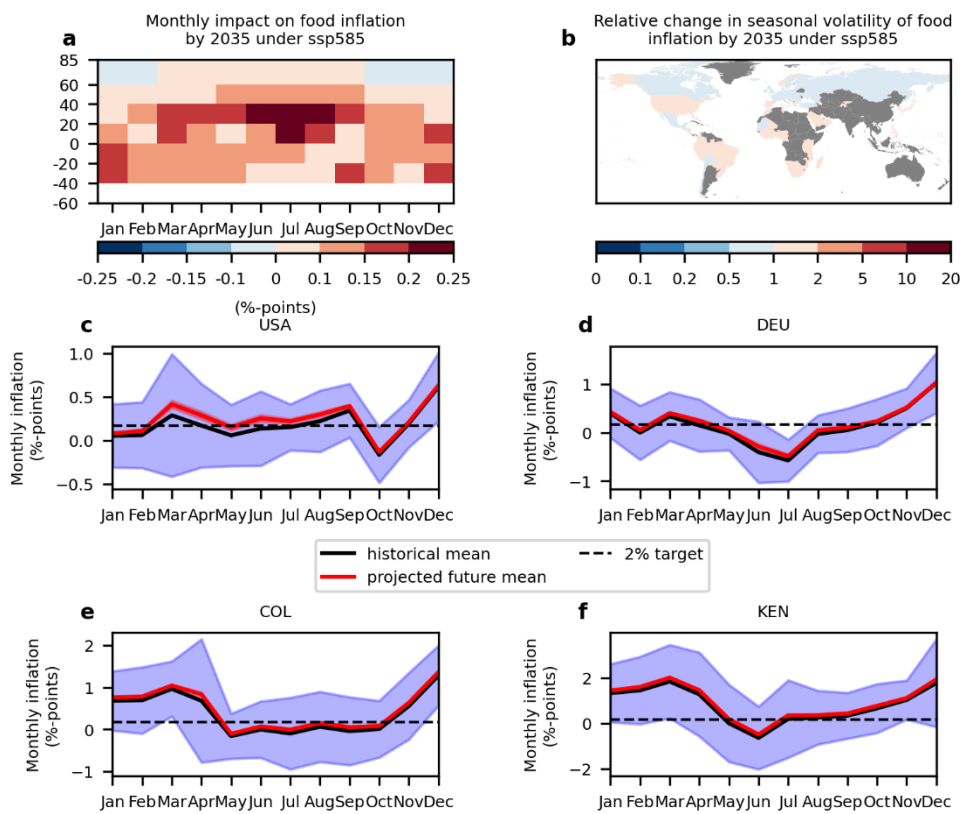 Monthly impact on food inflation
by 2035 under ssp585
a
85
60
40
20
0
-20
-40
-60
Jan Feb Mar Apr May Jun Jul Aug Sep Oct Nov Dec
-0.25 -0.2 -0.15 -0.1 0 0.1 0.15 0.2 0.25
(%-points)
Relative change in seasonal volatility of food
inflation by 2035 under ssp585
b
0 0.1 0.2 0.5 1 2 5 10 20
c
USA
Monthly inflation
(%-points)
1.0
0.5
0.0
−0.5
Jan Feb Mar Apr May Jun Jul Aug Sep Oct Nov Dec
d
DEU
Monthly inflation
(%-points)
1
0
−1
Jan Feb Mar Apr May Jun Jul Aug Sep Oct Nov Dec
historical mean
projected future mean
2% target
e
COL
Monthly inflation
(%-points)
2
1
0
−1
Jan Feb Mar Apr May Jun Jul Aug Sep Oct Nov Dec
f
KEN
Monthly inflation
(%-points)
2
0
−2
Jan Feb Mar Apr May Jun Jul Aug Sep Oct Nov Dec